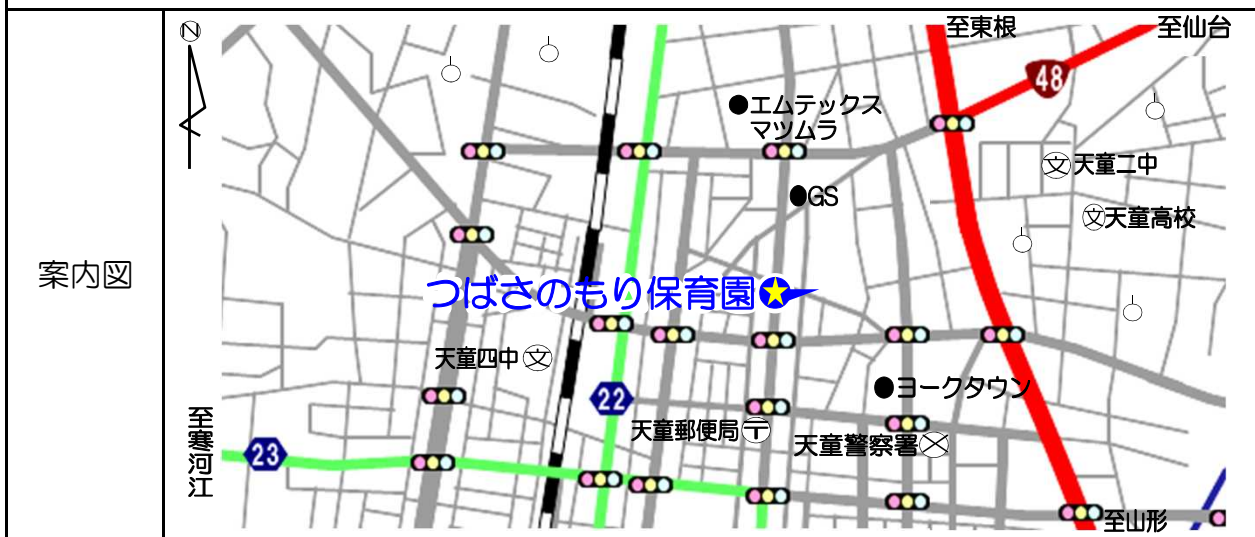 案内図
N
至東根
至仙台
48
エムテックス
マツムラ
文天童二中
GS
文天童高校
つばさのもり保育園
天童四中文
22
ヨークタウン
至寒河江
天童郵便局〒
天童警察署
23
至山形